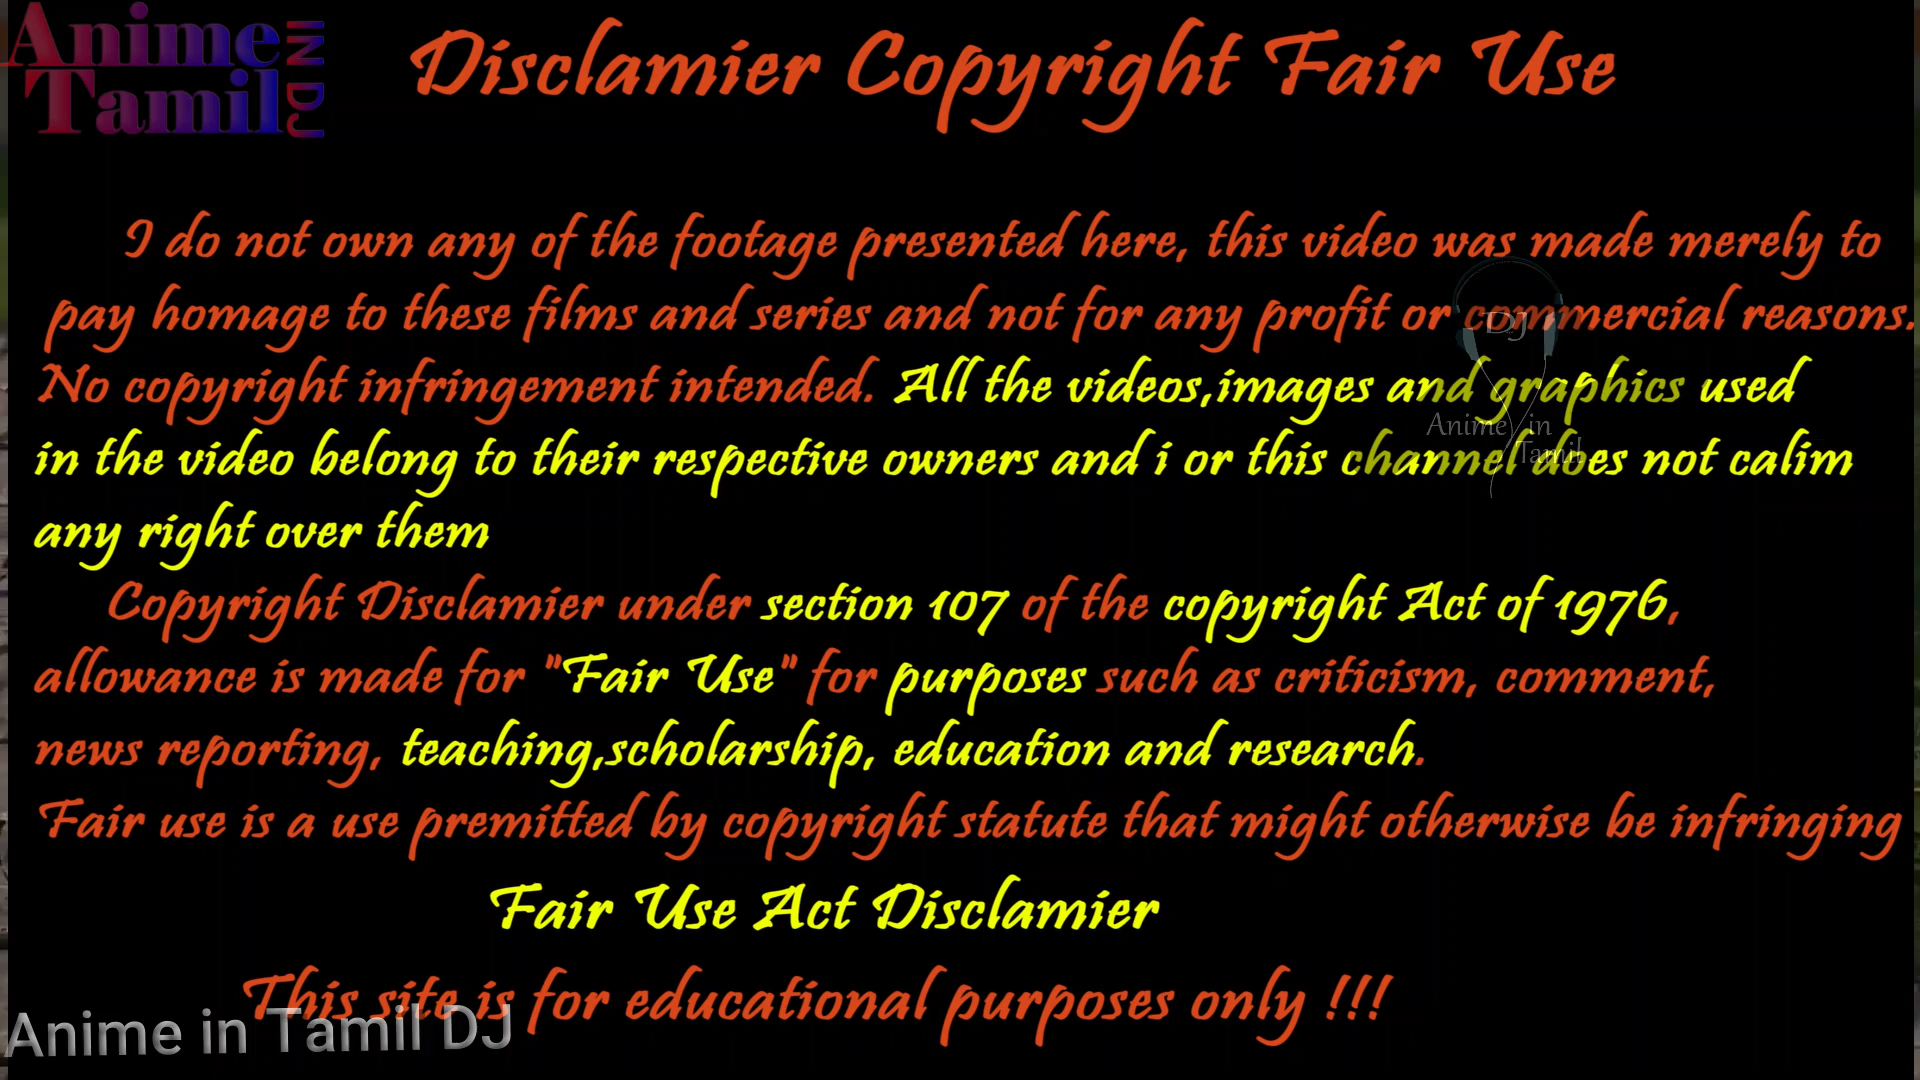 Anime
Tamil
IN DJ
Disclamier Copyright Fair Use
I do not own any of the footage presented here, this video was made merely to
pay homage to these films and series and not for any profit or commercial reasons.
No copyright infringement intended. All the videos,images and graphics used
in the video belong to their respective owners and i or this channel does not calim
any right over them
DJ
Anime in
Tamil
Copyright Disclamier under section 107 of the copyright Act of 1976,
allowance is made for "Fair Use" for purposes such as criticism, comment,
news reporting, teaching,scholarship, education and research.
Fair use is a use premitted by copyright statute that might otherwise be infringing
Fair Use Act Disclamier
This site is for educational purposes only !!!
Anime in Tamil DJ